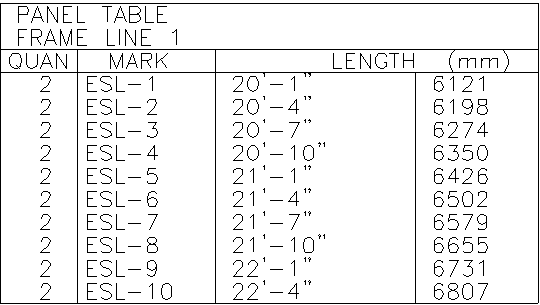 PANEL TABLE
FRAME LINE 1
QUAN MARK LENGTH (mm)
2 ESL-1 20'-1" 6121
2 ESL-2 20'-4" 6198
2 ESL-3 20'-7" 6274
2 ESL-4 20'-10" 6350
2 ESL-5 21'-1" 6426
2 ESL-6 21'-4" 6502
2 ESL-7 21'-7" 6579
2 ESL-8 21'-10" 6655
2 ESL-9 22'-1" 6731
2 ESL-10 22'-4" 6807